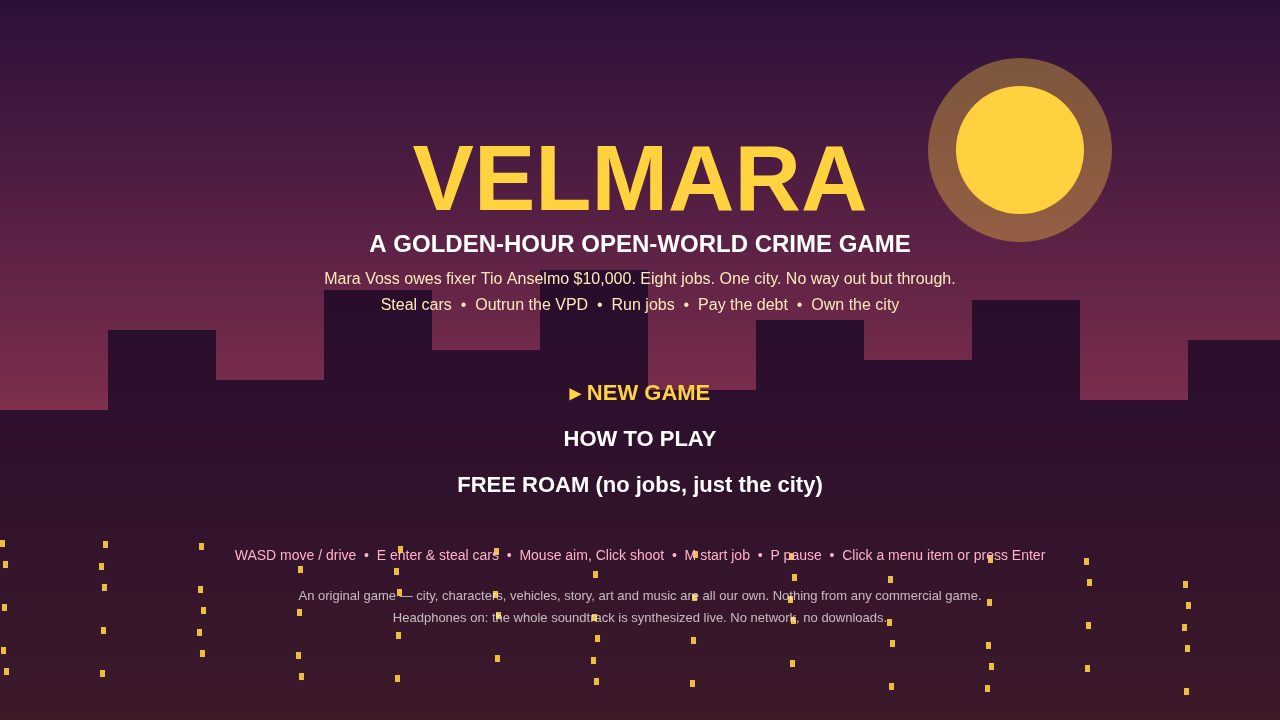 VELMARA
A GOLDEN-HOUR OPEN-WORLD CRIME GAME
Mara Voss owes fixer Tio Anselmo $10,000. Eight jobs. One city. No way out but through.
Steal cars • Outrun the VPD • Run jobs • Pay the debt • Own the city
▸ NEW GAME
HOW TO PLAY
FREE ROAM (no jobs, just the city)
WASD move / drive • E enter & steal cars • Mouse aim, Click shoot • M start job • P pause • Click a menu item or press Enter
An original game — city, characters, vehicles, story, art and music are all our own. Nothing from any commercial game.
Headphones on: the whole soundtrack is synthesized live. No network, no downloads.